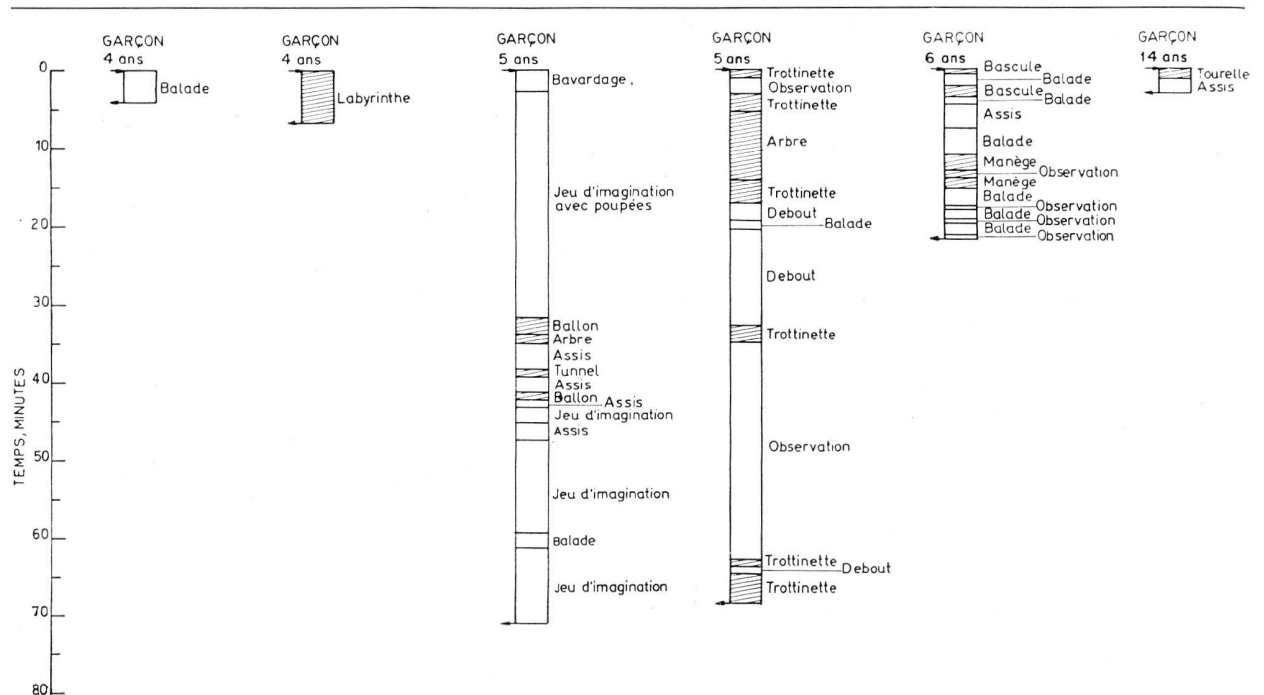 GARÇON
4 ans
Balade
GARÇON
4 ans
Labyrinthe
GARÇON
5 ans
Bavardage.
Jeu d'imagination
avec poupées
Ballon
Arbre
Assis
Tunnel
Assis
Ballon
Assis
Jeu d'imagination
Assis
Jeu d'imagination
Balade
Jeu d'imagination
GARÇON
5 ans
Trottinette
Observation
Trottinette
Arbre
Trottinette
Debout
Balade
Debout
Trottinette
Observation
Trottinette
Debout
Trottinette
GARÇON
6 ans
Bascule
Balade
Bascule
Balade
Assis
Balade
Manège
Observation
Manège
Balade
Observation
Balade
Observation
Balade
Observation
GARÇON
14 ans
Tourelle
Assis
TEMPS, MINUTES
0
10
20
30
40
50
60
70
80